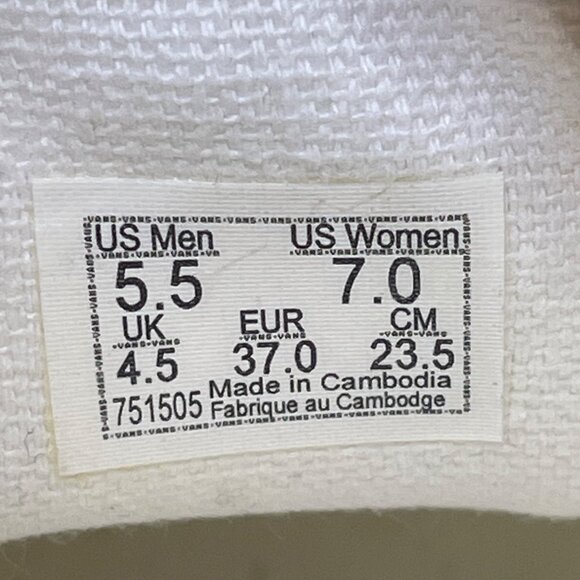 US Men US Women
5.5 7.0
UK EUR CM
4.5 37.0 23.5
Made in Cambodia
751505 Fabrique au Cambodge